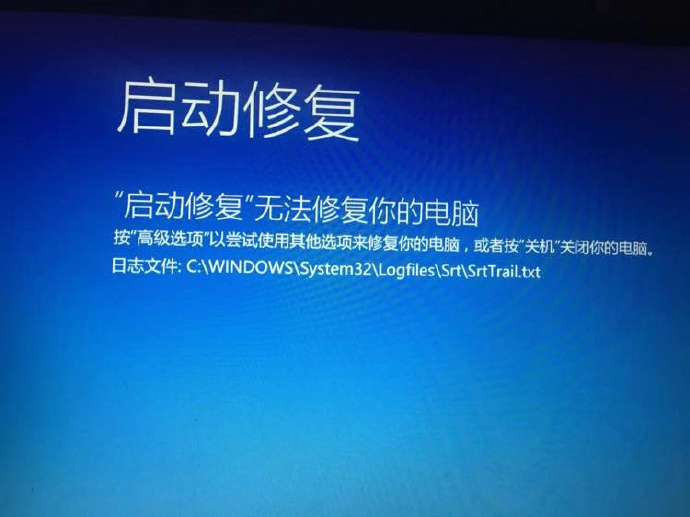 启动修复
"启动修复"无法修复你的电脑
按"高级选项"以尝试使用其他选项来修复你的电脑，或者按"关机"关闭你的电脑。
日志文件: C:\WINDOWS\System32\Logfiles\Srt\SrtTrail.txt